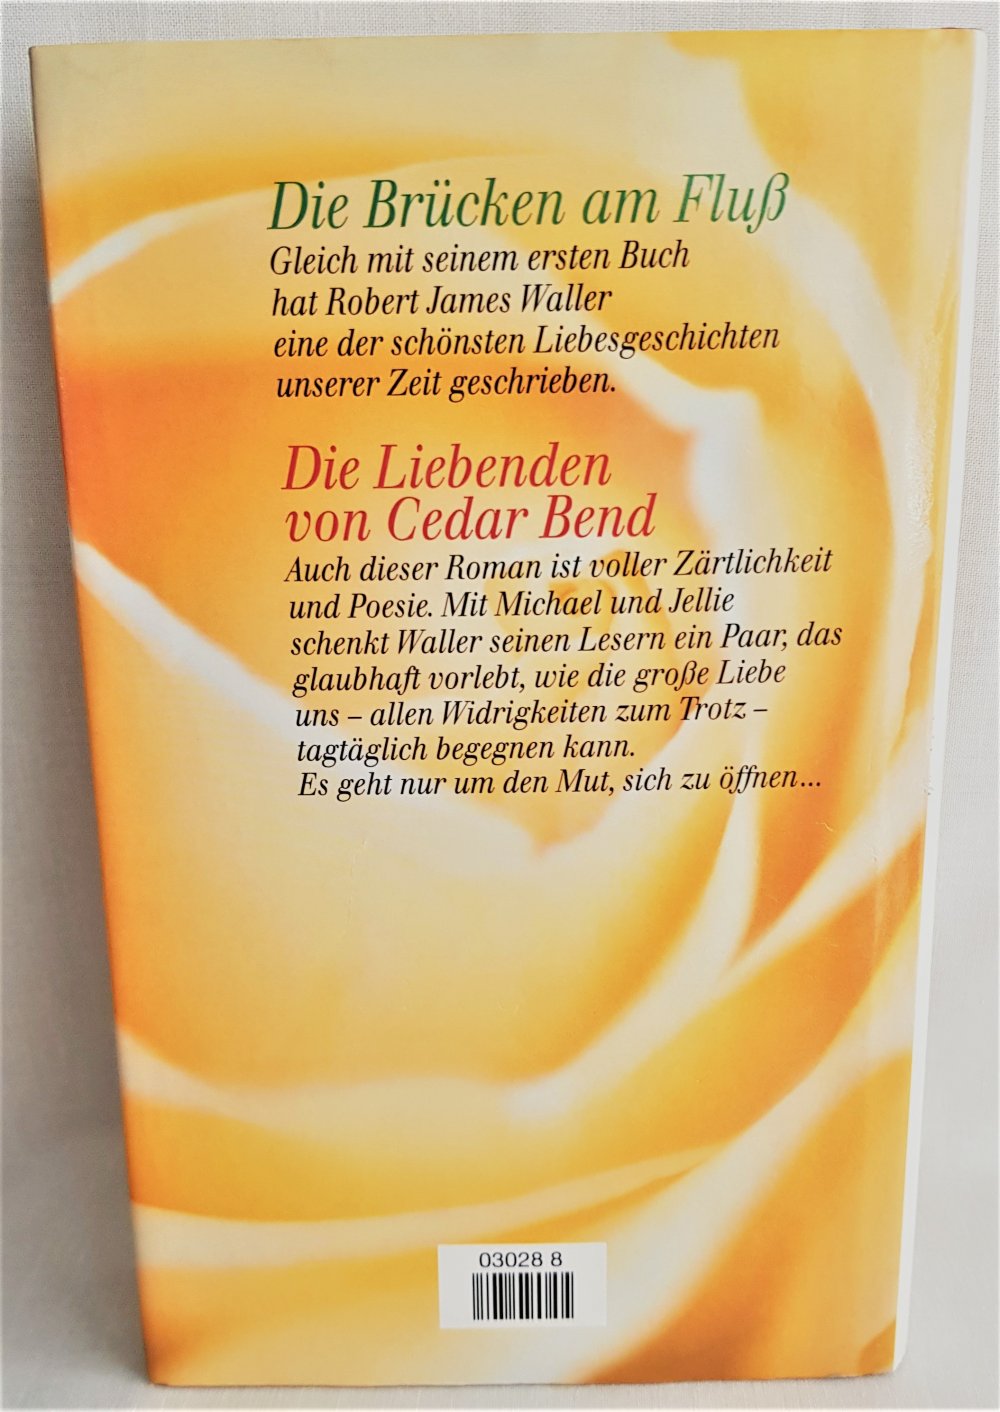 Die Brücken am Fluß
Gleich mit seinem ersten Buch
hat Robert James Waller
eine der schönsten Liebesgeschichten
unserer Zeit geschrieben.
Die Liebenden
von Cedar Bend
Auch dieser Roman ist voller Zärtlichkeit
und Poesie. Mit Michael und Jellie
schenkt Waller seinen Lesern ein Paar, das
glaubhaft vorlebt, wie die große Liebe
uns – allen Widrigkeiten zum Trotz –
tagtäglich begegnen kann.
Es geht nur um den Mut, sich zu öffnen...
03028 8